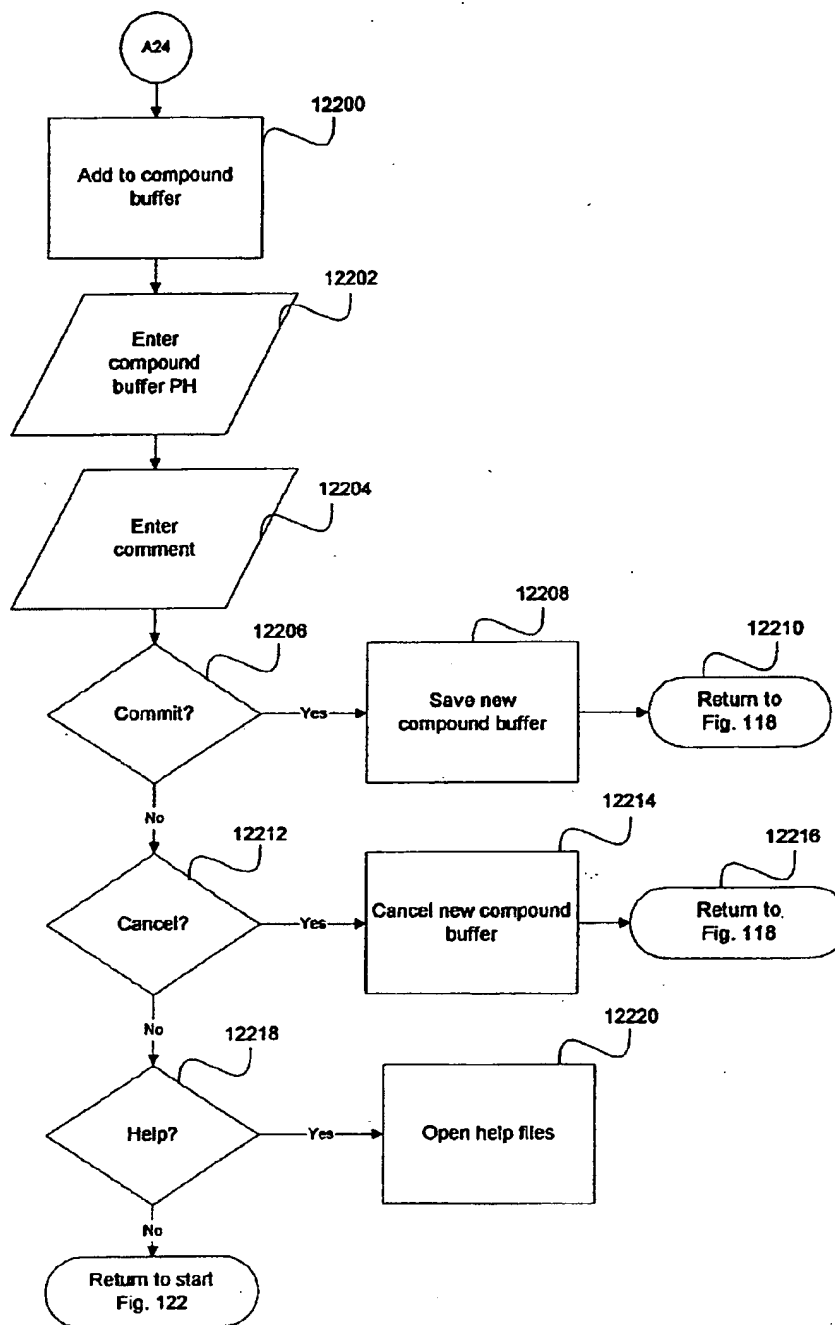 A24
12200
Add to compound
buffer
12202
Enter
compound
buffer PH
12204
Enter
comment
12206
Commit?
Yes
12208
Save new
compound buffer
12210
Return to
Fig. 118
No
12212
Cancel?
Yes
12214
Cancel new compound
buffer
12216
Return to
Fig. 118
No
12218
Help?
Yes
12220
Open help files
No
Return to start
Fig. 122